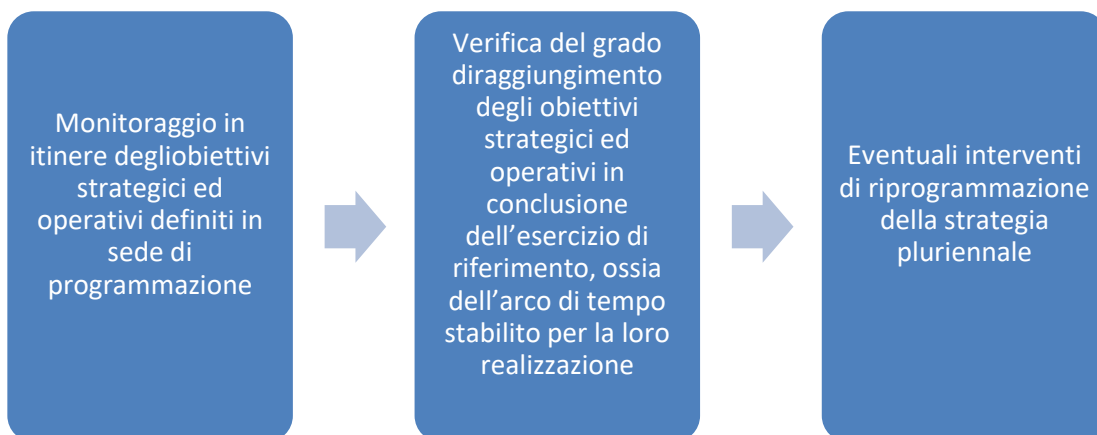 Monitoraggio in
itinere degliobiettivi
strategici ed
operativi definiti in
sede di
programmazione
Verifica del grado
diraggiungimento
degli obiettivi
strategici ed
operativi in
conclusione
dell’esercizio di
riferimento, ossia
dell’arco di tempo
stabilito per la loro
realizzazione
Eventuali interventi
di riprogrammazione
della strategia
pluriennale